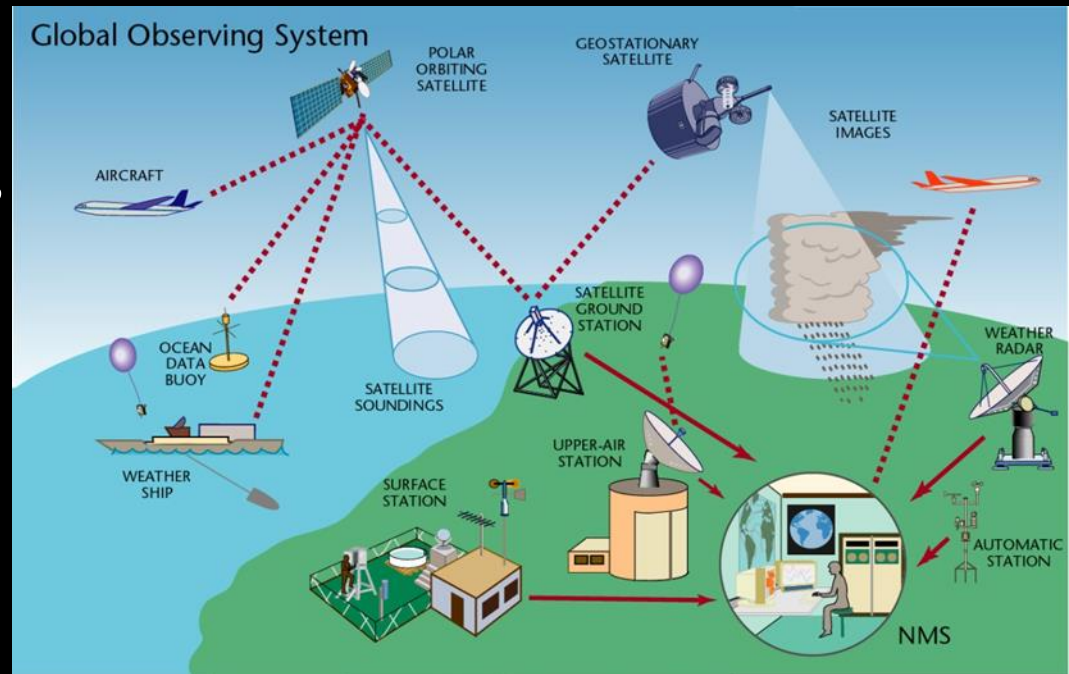 Global Observing System
POLAR
ORBITING
SATELLITE
GEOSTATIONARY
SATELLITE
SATELLITE
IMAGES
AIRCRAFT
OCEAN
DATA
BUOY
SATELLITE
SOUNDINGS
SATELLITE
GROUND
STATION
WEATHER
RADAR
WEATHER
SHIP
SURFACE
STATION
UPPER-AIR
STATION
AUTOMATIC
STATION
NMS